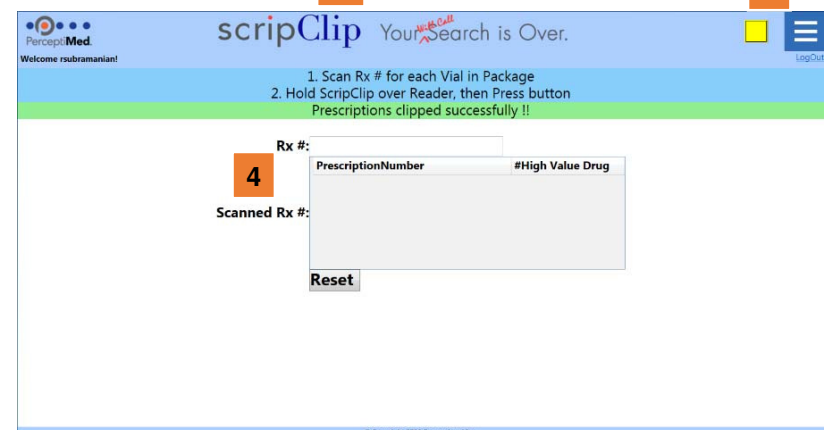 PerceptiMed.
scripClip Your With Call Search is Over.
Welcome rsubramanian!
LogOut
1. Scan Rx # for each Vial in Package
2. Hold ScripClip over Reader, then Press button
Prescriptions clipped successfully !!
Rx #:
PrescriptionNumber #High Value Drug
4
Scanned Rx #:
Reset